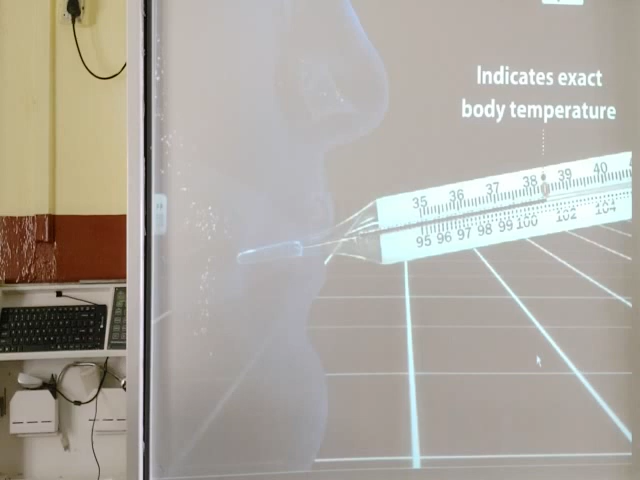 Indicates exact
body temperature
35 36 37 38 39 40
95 96 97 98 99 100 102 104